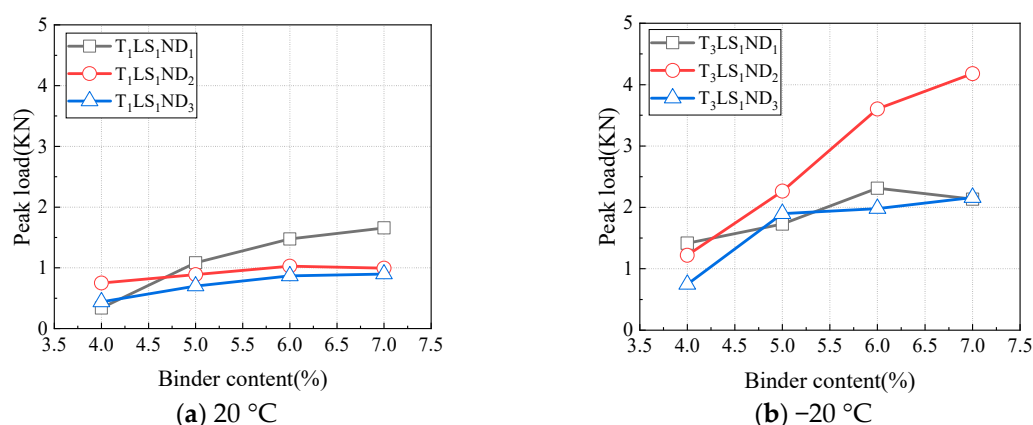 5
4
3
2
1
0
Peak load(KN)
T₁LS₁ND₁
T₁LS₁ND₂
T₁LS₁ND₃
3.5 4.0 4.5 5.0 5.5 6.0 6.5 7.0 7.5
Binder content(%)
(a) 20 °C
5
4
3
2
1
0
Peak load(KN)
T₃LS₁ND₁
T₃LS₁ND₂
T₃LS₁ND₃
3.5 4.0 4.5 5.0 5.5 6.0 6.5 7.0 7.5
Binder content(%)
(b) −20 °C